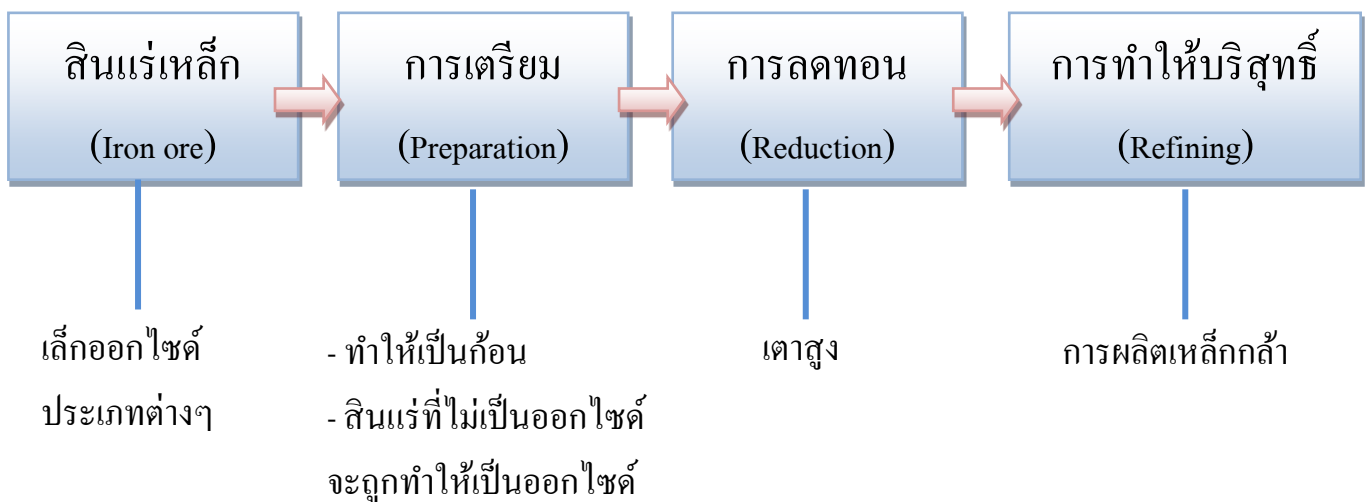 สินแร่เหล็ก
(Iron ore)
การเตรียม
(Preparation)
การลดทอน
(Reduction)
การทำให้บริสุทธิ์
(Refining)
เล็กออกไซด์
ประเภทต่างๆ
- ทำให้เป็นก้อน
- สินแร่ที่ไม่เป็นออกไซด์
จะถูกทำให้เป็นออกไซด์
เตาสูง
การผลิตเหล็กกล้า